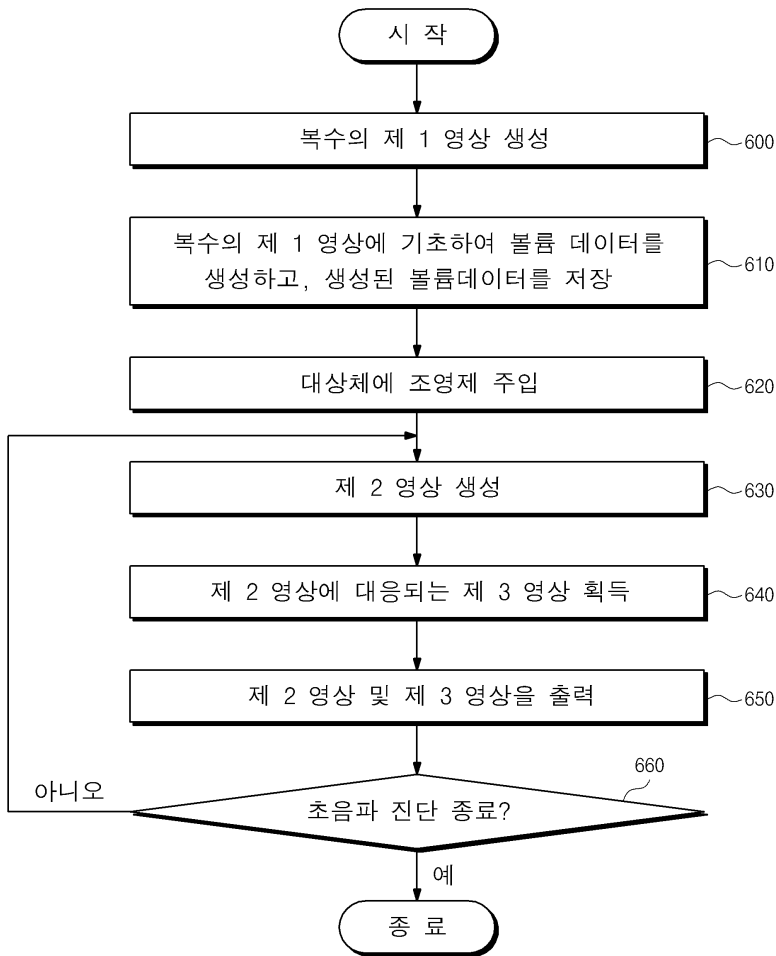 시 작
복수의 제 1 영상 생성
600
복수의 제 1 영상에 기초하여 볼륨 데이터를
생성하고, 생성된 볼륨데이터를 저장
610
대상체에 조영제 주입
620
제 2 영상 생성
630
제 2 영상에 대응되는 제 3 영상 획득
640
제 2 영상 및 제 3 영상을 출력
650
660
아니오
초음파 진단 종료?
예
종 료